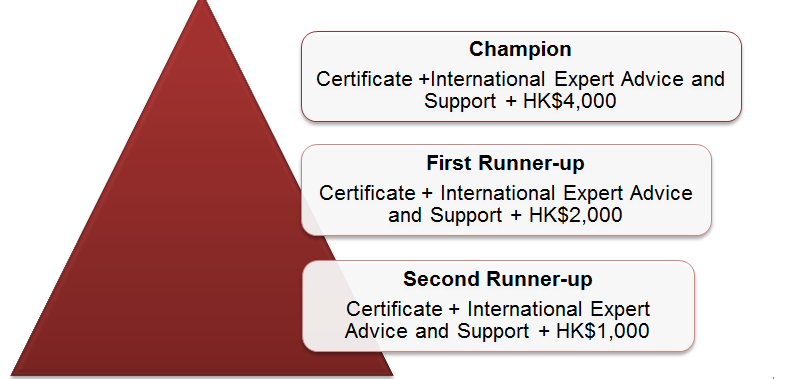 Champion
Certificate +International Expert Advice and
Support + HK$4,000
First Runner-up
Certificate + International Expert Advice
and Support + HK$2,000
Second Runner-up
Certificate + International Expert
Advice and Support + HK$1,000